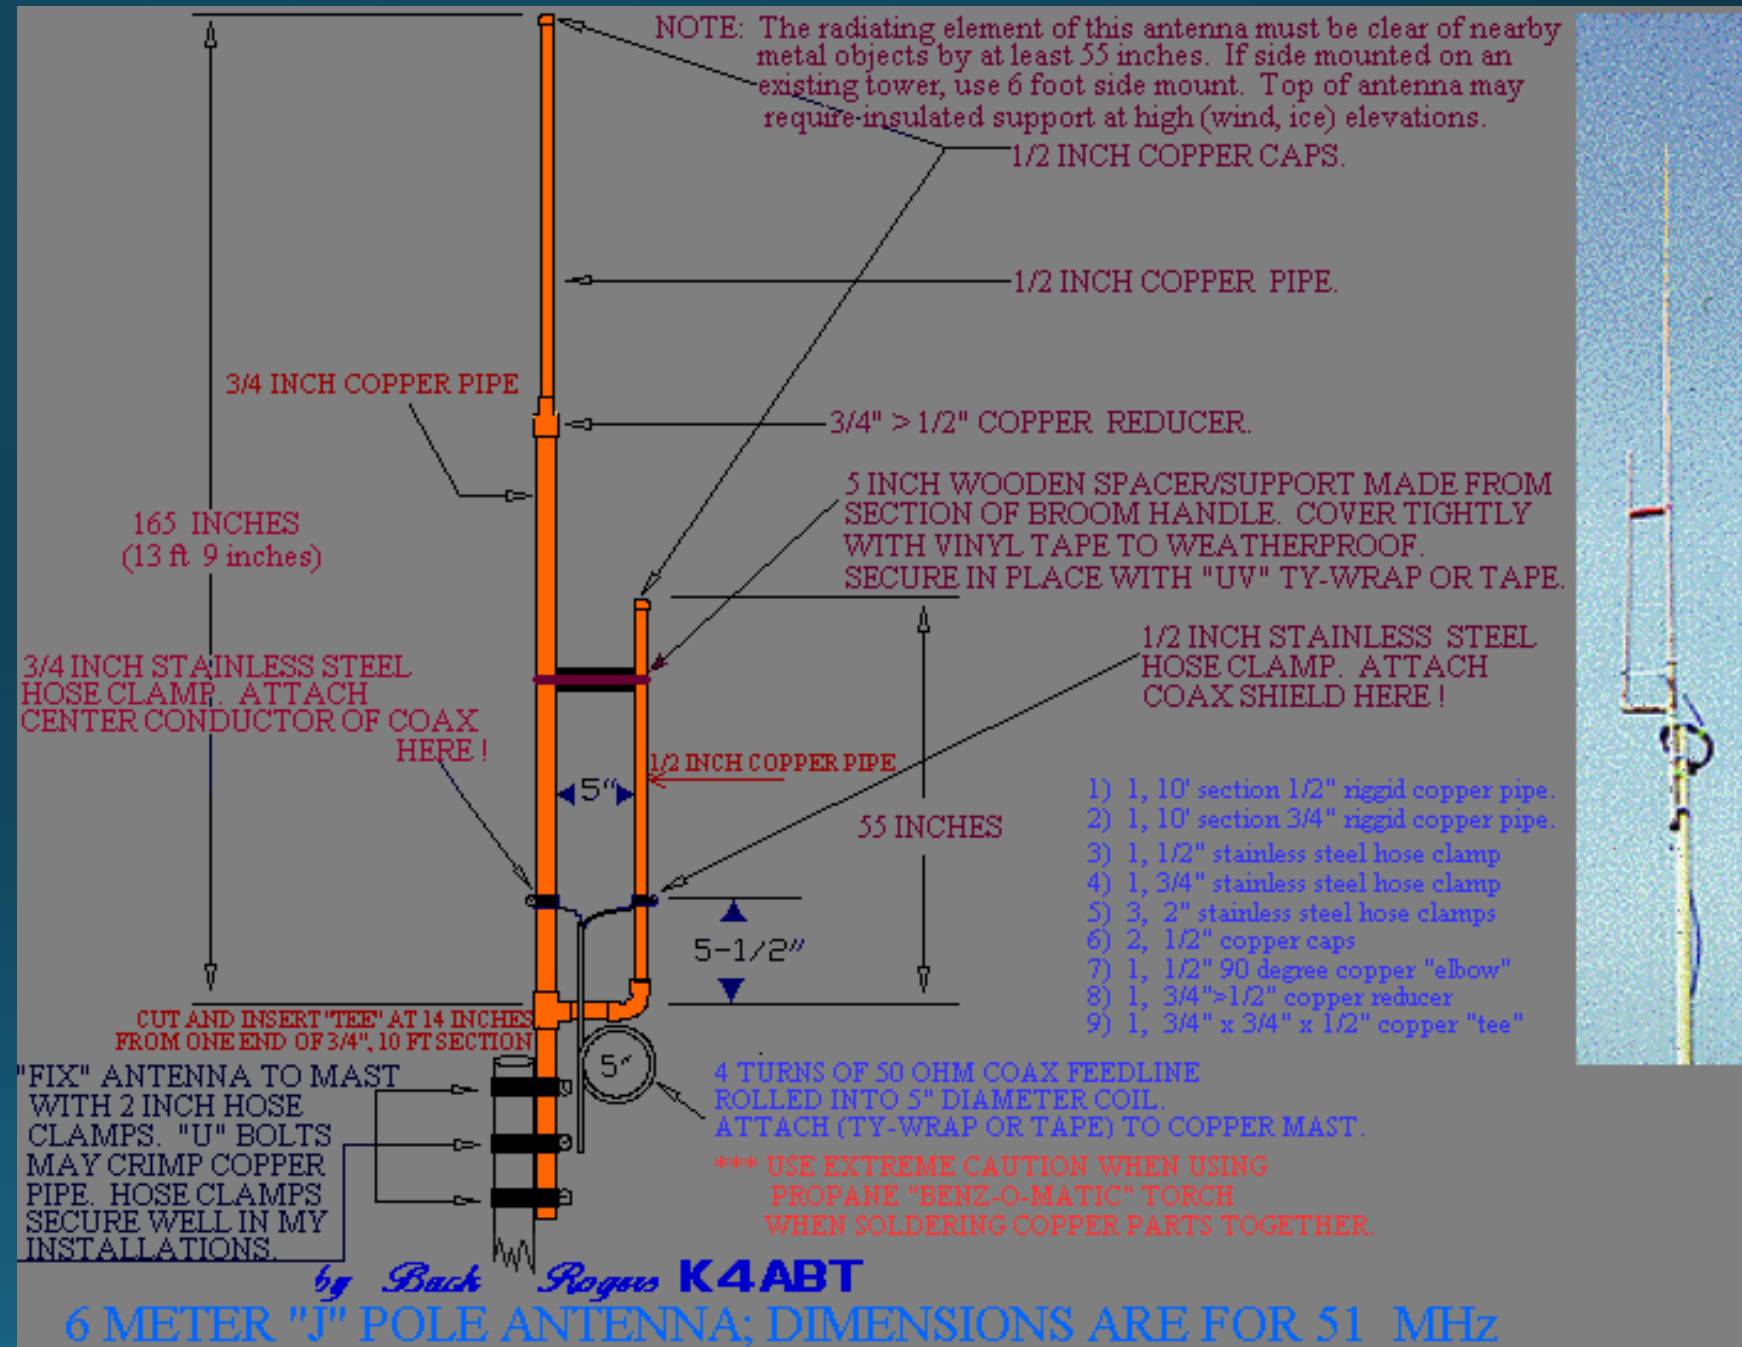 NOTE: The radiating element of this antenna must be clear of nearby
metal objects by at least 55 inches. If side mounted on an
existing tower, use 6 foot side mount. Top of antenna may
require insulated support at high (wind, ice) elevations.
1/2 INCH COPPER CAPS.
1/2 INCH COPPER PIPE.
3/4 INCH COPPER PIPE
3/4" > 1/2" COPPER REDUCER.
5 INCH WOODEN SPACER/SUPPORT MADE FROM
SECTION OF BROOM HANDLE. COVER TIGHTLY
WITH VINYL TAPE TO WEATHERPROOF.
SECURE IN PLACE WITH "UV" TY-WRAP OR TAPE.
165 INCHES
(13 ft 9 inches)
1/2 INCH STAINLESS STEEL
HOSE CLAMP. ATTACH
COAX SHIELD HERE !
3/4 INCH STAINLESS STEEL
HOSE CLAMP. ATTACH
CENTER CONDUCTOR OF COAX
HERE !
1/2 INCH COPPER PIPE
5"
55 INCHES
5-1/2"
1) 1, 10' section 1/2" riggid copper pipe.
2) 1, 10' section 3/4" riggid copper pipe.
3) 1, 1/2" stainless steel hose clamp
4) 1, 3/4" stainless steel hose clamp
5) 3, 2" stainless steel hose clamps
6) 2, 1/2" copper caps
7) 1, 1/2" 90 degree copper "elbow"
8) 1, 3/4">1/2" copper reducer
9) 1, 3/4" x 3/4" x 1/2" copper "tee"
CUT AND INSERT "TEE" AT 14 INCHES
FROM ONE END OF 3/4", 10 FT SECTION
5"
"FIX" ANTENNA TO MAST
WITH 2 INCH HOSE
CLAMPS. "U" BOLTS
MAY CRIMP COPPER
PIPE. HOSE CLAMPS
SECURE WELL IN MY
INSTALLATIONS.
4 TURNS OF 50 OHM COAX FEEDLINE
ROLLED INTO 5" DIAMETER COIL.
ATTACH (TY-WRAP OR TAPE) TO COPPER MAST.
*** USE EXTREME CAUTION WHEN USING
PROPANE "BENZ-O-MATIC" TORCH
WHEN SOLDERING COPPER PARTS TOGETHER.
by Buck Rogers K4ABT
6 METER "J" POLE ANTENNA; DIMENSIONS ARE FOR 51 MHz